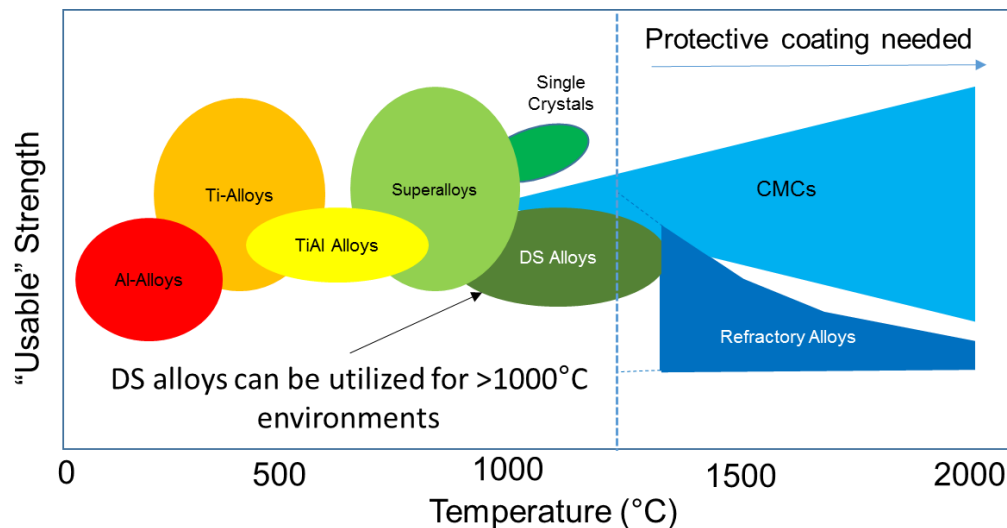 Protective coating needed
Single
Crystals
Ti-Alloys
Superalloys
CMCs
TiAl Alloys
DS Alloys
Al-Alloys
Refractory Alloys
DS alloys can be utilized for >1000°C
environments
“Usable” Strength
0
500
1000
1500
2000
Temperature (°C)